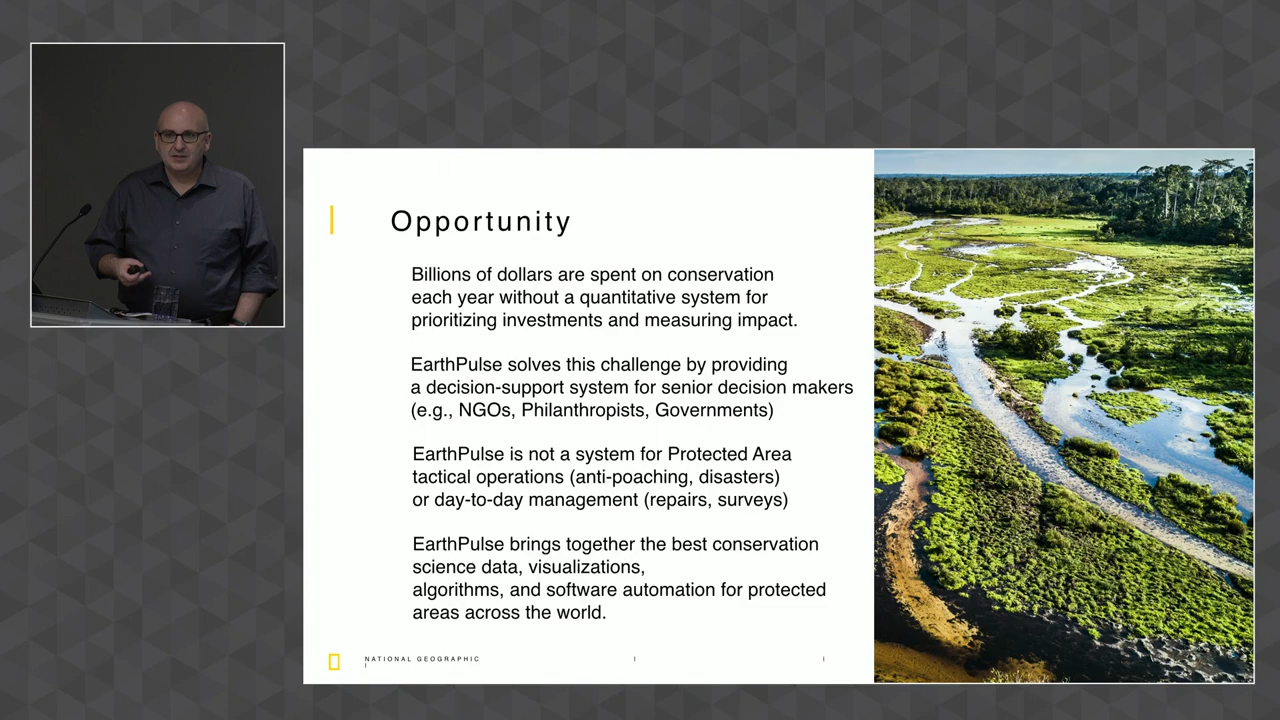 Opportunity
Billions of dollars are spent on conservation
each year without a quantitative system for
prioritizing investments and measuring impact.
EarthPulse solves this challenge by providing
a decision-support system for senior decision makers
(e.g., NGOs, Philanthropists, Governments)
EarthPulse is not a system for Protected Area
tactical operations (anti-poaching, disasters)
or day-to-day management (repairs, surveys)
EarthPulse brings together the best conservation
science data, visualizations,
algorithms, and software automation for protected
areas across the world.
NATIONAL GEOGRAPHIC